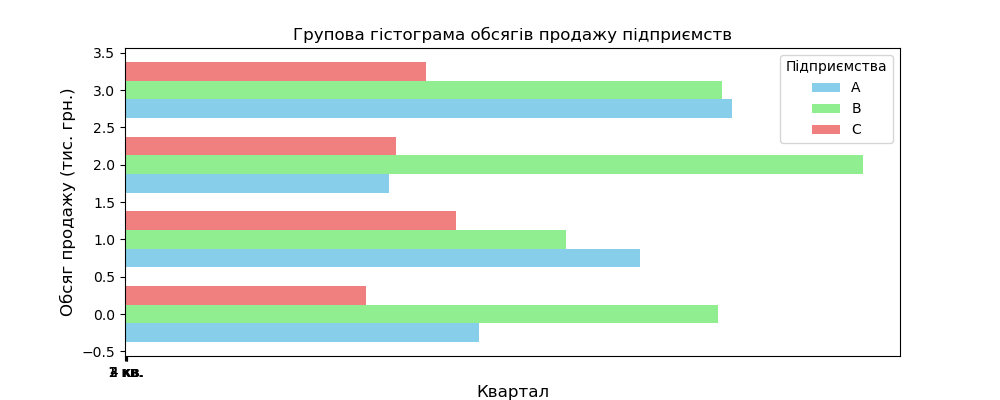 Групова гістограма обсягів продажу підприємств
Обсяг продажу (тис. грн.)
3.5
3.0
2.5
2.0
1.5
1.0
0.5
0.0
−0.5
Підприємства
A
B
C
кв.
Квартал